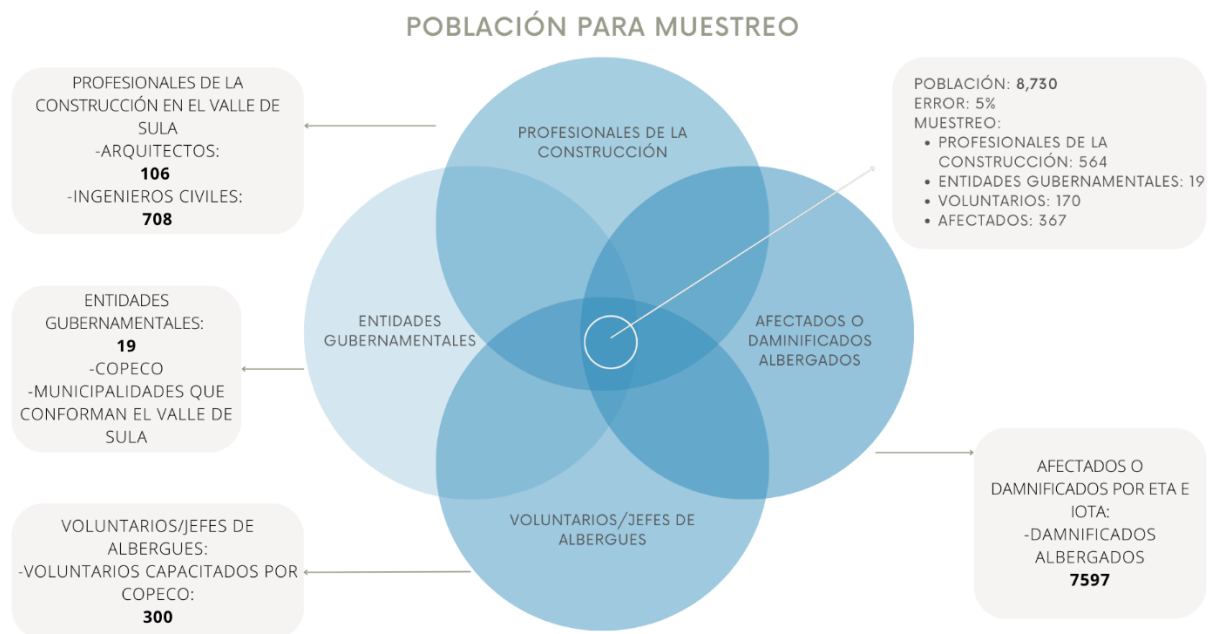 POBLACIÓN PARA MUESTREO
PROFESIONALES DE LA
CONSTRUCCIÓN EN EL VALLE DE
SULA
-ARQUITECTOS:
106
-INGENIEROS CIVILES:
708
ENTIDADES
GUBERNAMENTALES:
19
-COPECO
-MUNICIPALIDADES QUE
CONFORMAN EL VALLE DE
SULA
VOLUNTARIOS/JEFES DE
ALBERGUES:
-VOLUNTARIOS CAPACITADOS POR
COPECO:
300
PROFESIONALES DE LA
CONSTRUCCIÓN
ENTIDADES
GUBERNAMENTALES
AFECTADOS O
DAMINIFICADOS
ALBERGADOS
VOLUNTARIOS/JEFES DE
ALBERGUES
POBLACIÓN: 8,730
ERROR: 5%
MUESTREO:
• PROFESIONALES DE LA
CONSTRUCCIÓN: 564
• ENTIDADES GUBERNAMENTALES: 19
• VOLUNTARIOS: 170
• AFECTADOS: 367
AFECTADOS O
DAMNIFICADOS POR ETA E
IOTA:
-DAMNIFICADOS
ALBERGADOS
7597